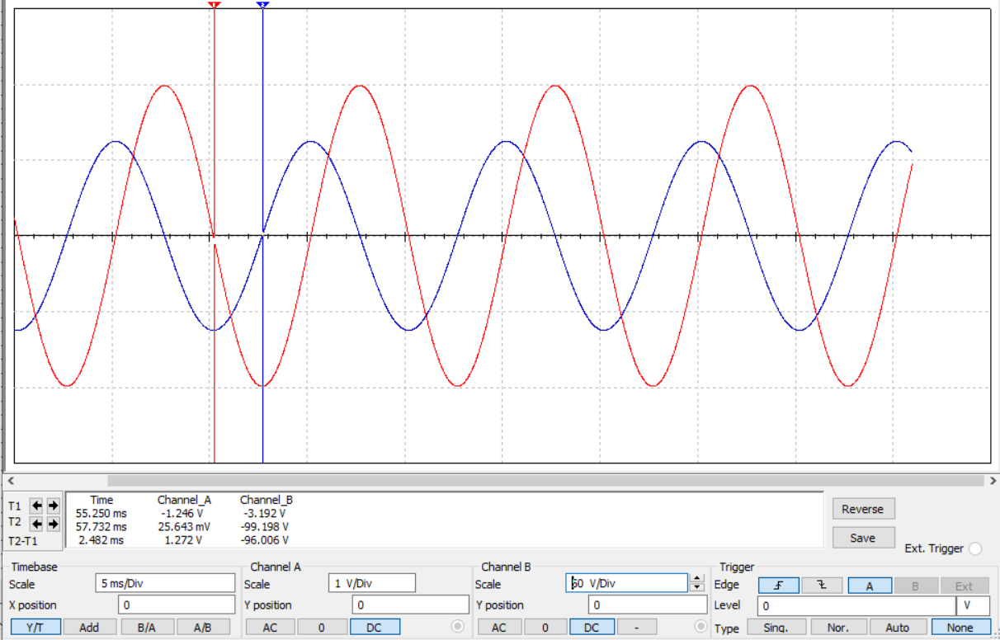 1 2
Time Channel_A Channel_B
T1 55.250 ms -1.246 V -3.192 V
T2 57.732 ms 25.643 mV -99.198 V
T2-T1 2.482 ms 1.272 V -96.006 V
Reverse
Save
Ext. Trigger
Timebase Channel A Channel B Trigger
Scale 5 ms/Div Scale 1 V/Div Scale 50 V/Div Edge A B Ext
X position 0 Y position 0 Y position 0 Level 0 V
Y/T Add B/A A/B AC 0 DC AC 0 DC - Type Sing. Nor. Auto None